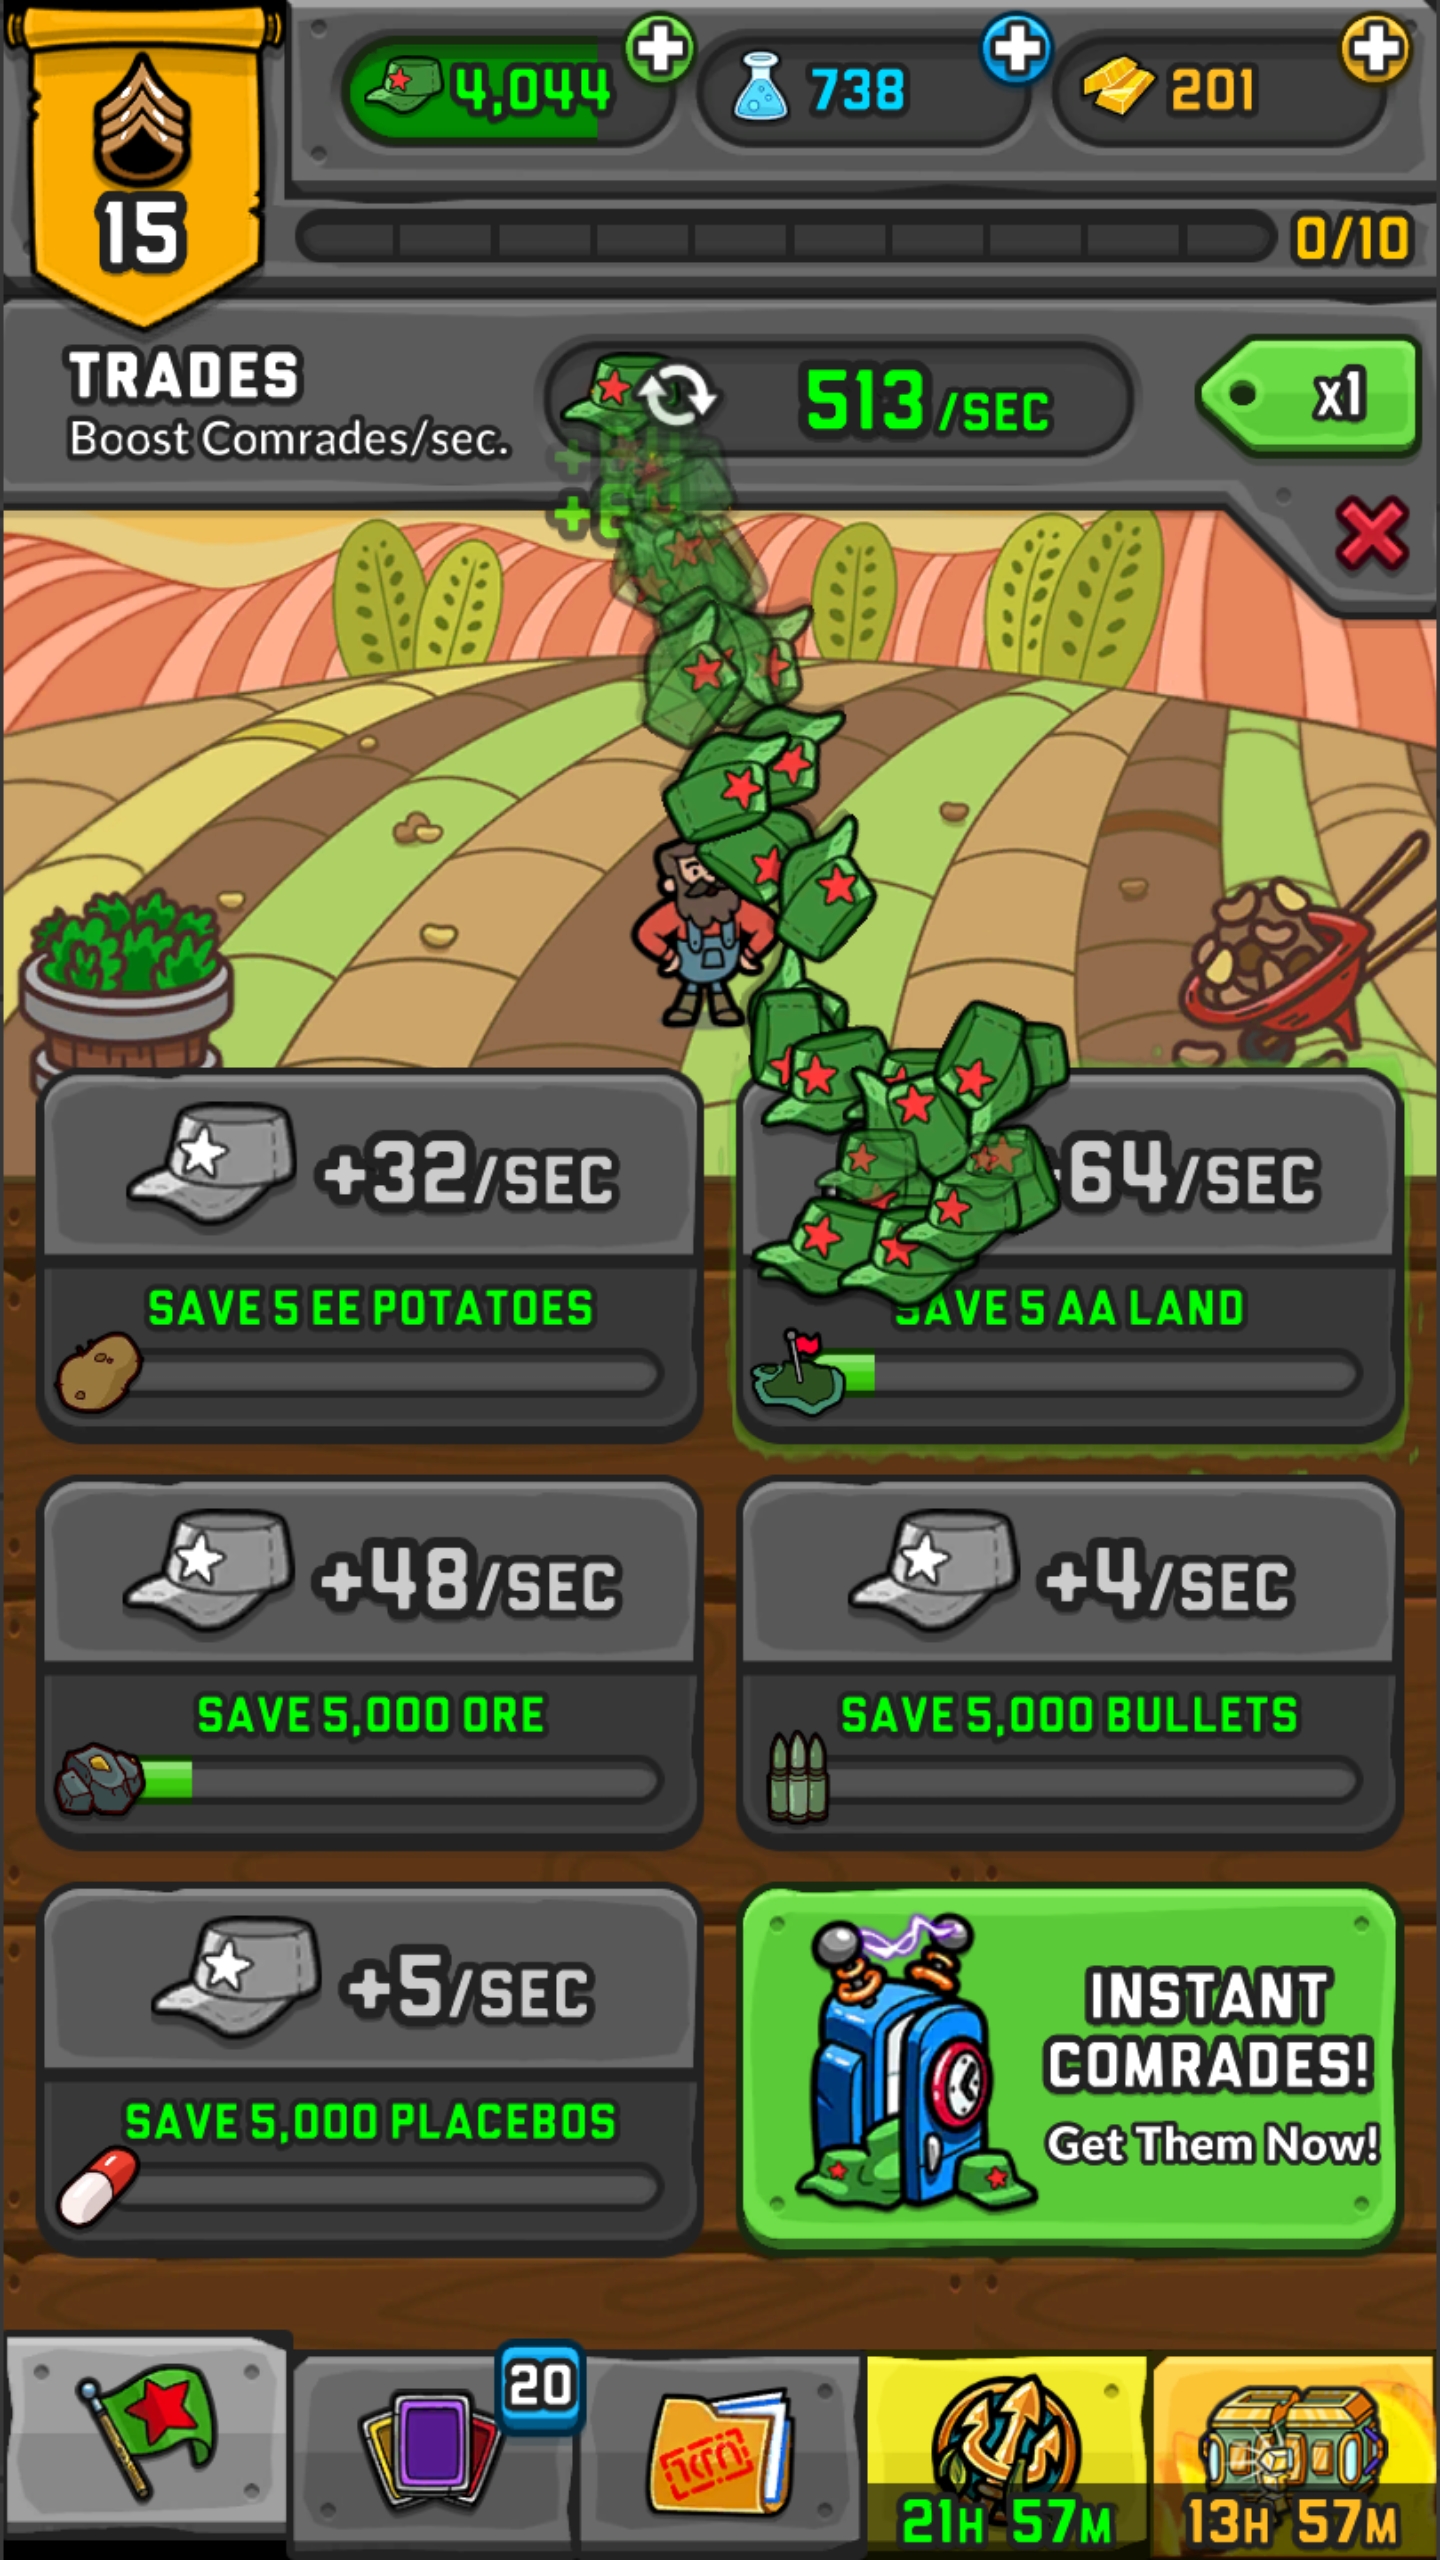 4,044
738
201
15
0/10
TRADES
Boost Comrades/sec.
513/SEC
x1
+32/SEC
64/SEC
SAVE 5 EE POTATOES
SAVE 5 AA LAND
+48/SEC
+4/SEC
SAVE 5,000 ORE
SAVE 5,000 BULLETS
+5/SEC
SAVE 5,000 PLACEBOS
INSTANT
COMRADES!
Get Them Now!
20
21H 57M
13H 57M